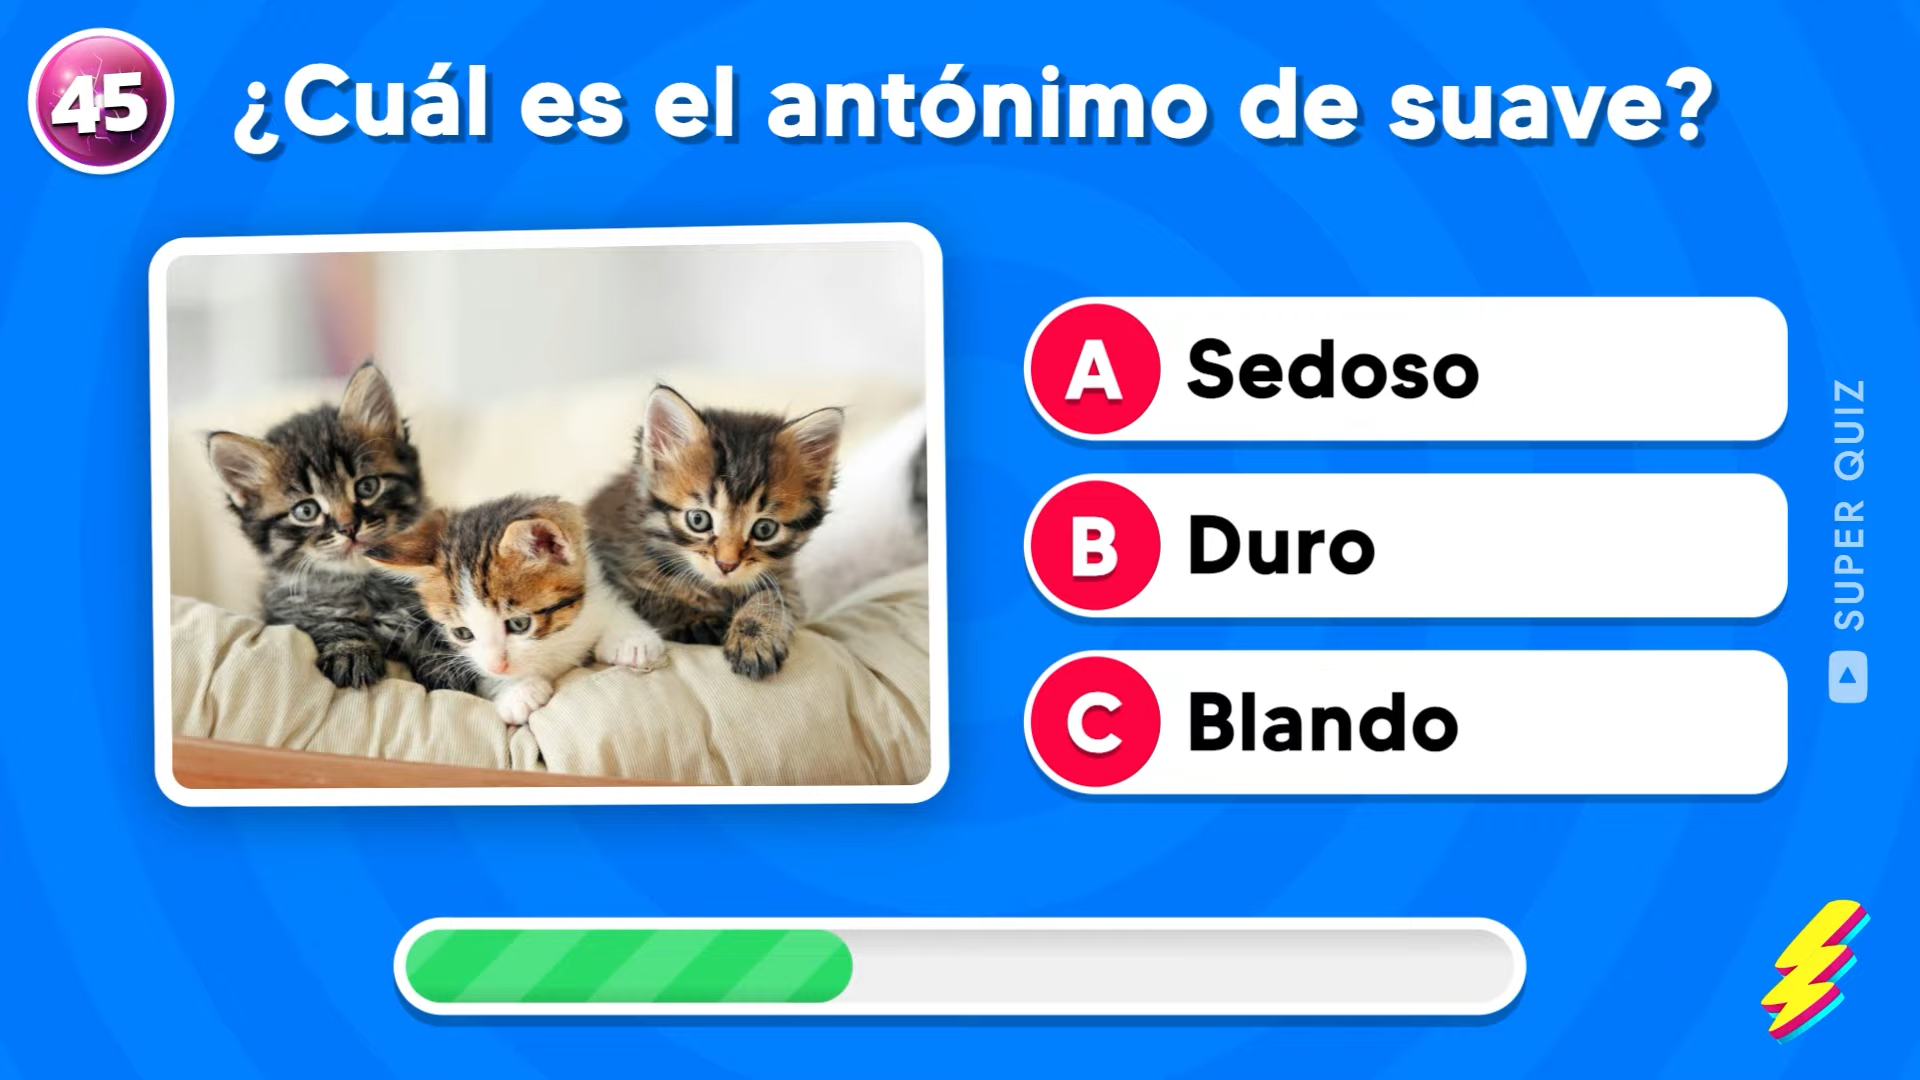 45
¿Cuál es el antónimo de suave?
A Sedoso
B Duro
C Blando
SUPER QUIZ